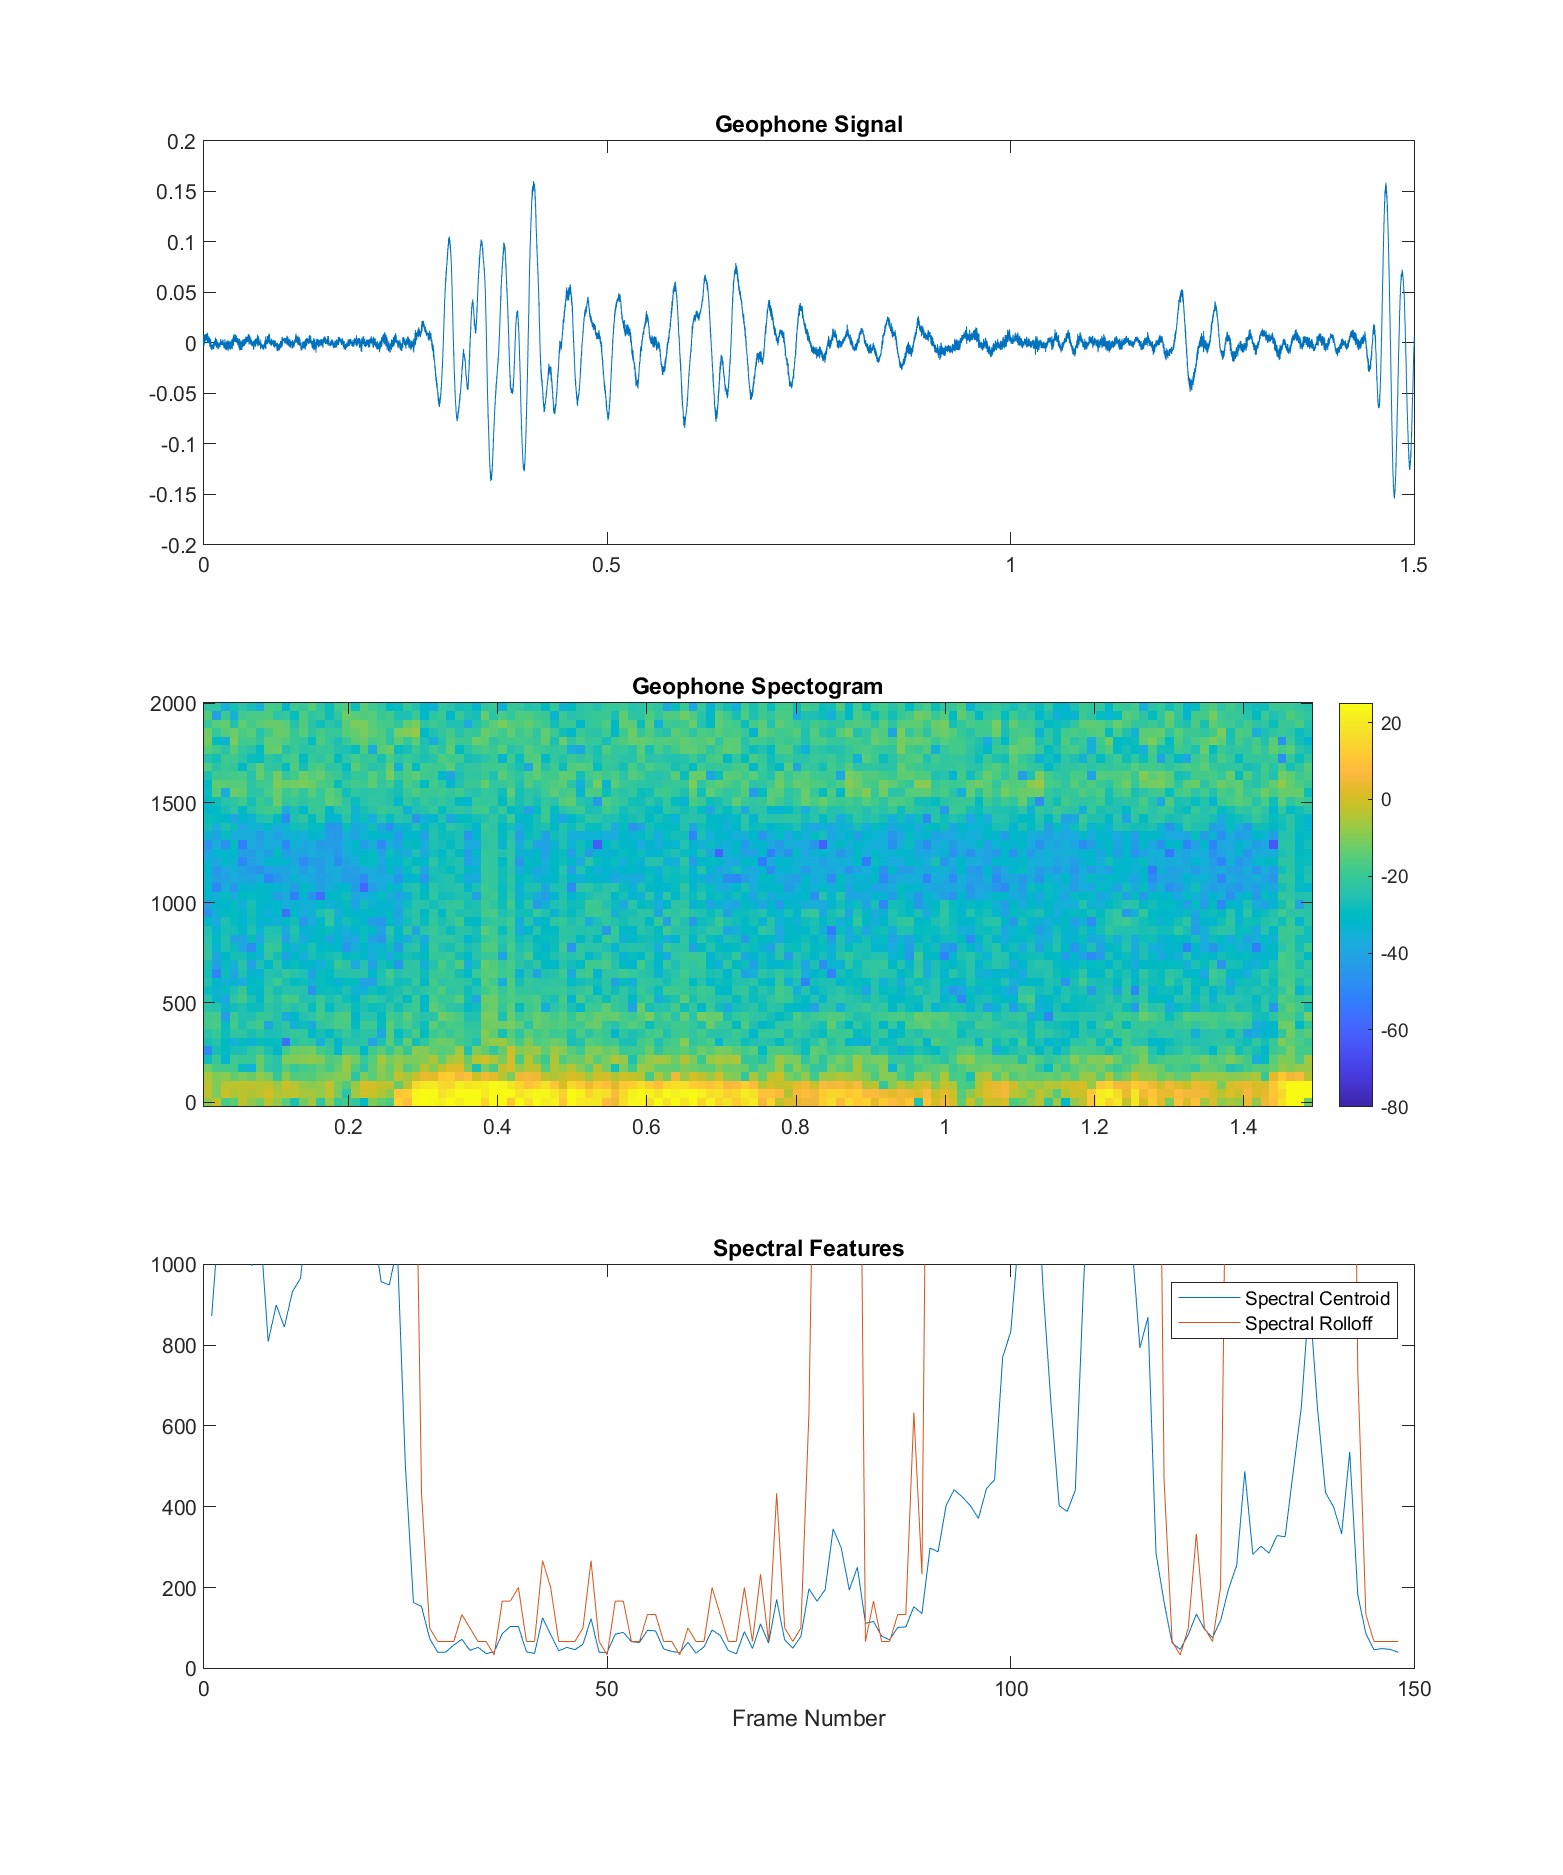 Geophone Signal
0.2
0.15
0.1
0.05
0
-0.05
-0.1
-0.15
-0.2
0 0.5 1 1.5
Geophone Spectogram
2000
1500
1000
500
0
0.2 0.4 0.6 0.8 1 1.2 1.4
20
0
-20
-40
-60
-80
Spectral Features
1000
800
600
400
200
0
Spectral Centroid
Spectral Rolloff
0 50 100 150
Frame Number